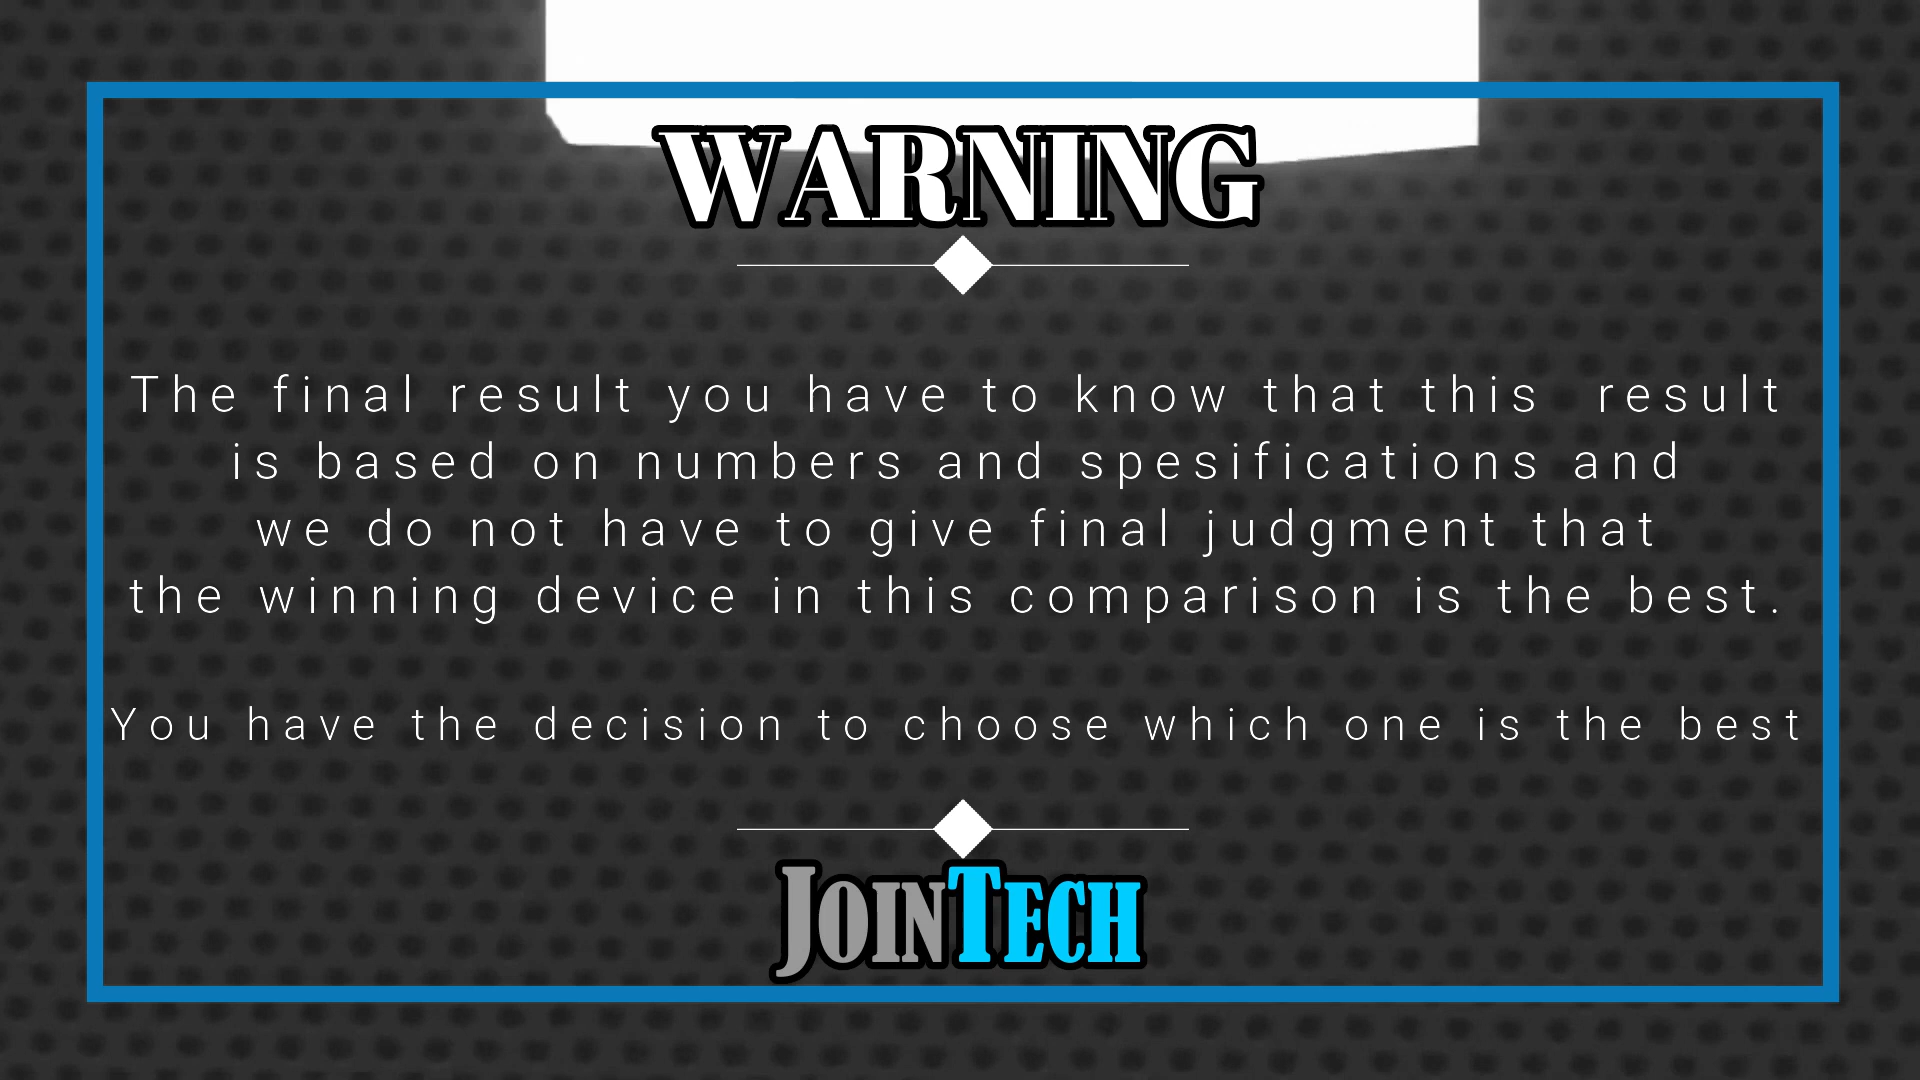 WARNING
The final result you have to know that this  result
is based on numbers and spesifications and
we do not have to give final judgment that
the winning device in this comparison is the best.
You have the decision to choose which one is the best
JOINTECH